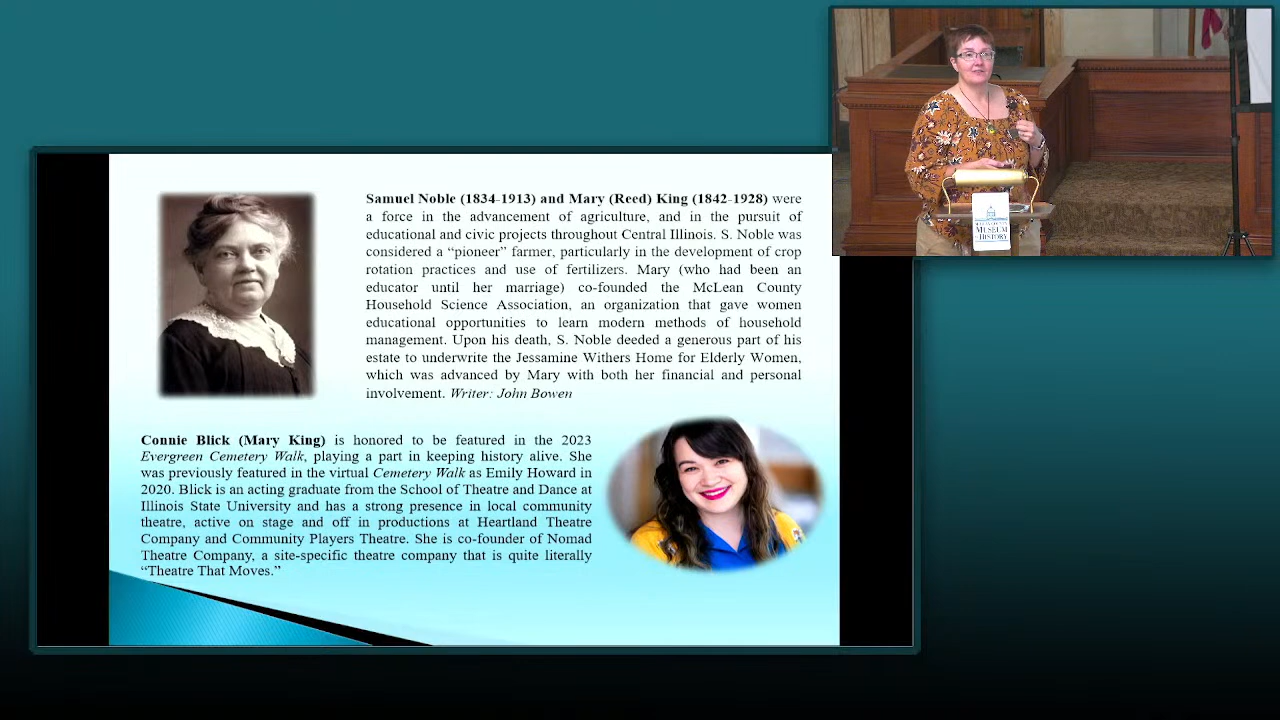 Samuel Noble (1834-1913) and Mary (Reed) King (1842-1928) were
a force in the advancement of agriculture, and in the pursuit of
educational and civic projects throughout Central Illinois. S. Noble was
considered a “pioneer” farmer, particularly in the development of crop
rotation practices and use of fertilizers. Mary (who had been an
educator until her marriage) co-founded the McLean County
Household Science Association, an organization that gave women
educational opportunities to learn modern methods of household
management. Upon his death, S. Noble deeded a generous part of his
estate to underwrite the Jessamine Withers Home for Elderly Women,
which was advanced by Mary with both her financial and personal
involvement. Writer: John Bowen
Connie Blick (Mary King) is honored to be featured in the 2023
Evergreen Cemetery Walk, playing a part in keeping history alive. She
was previously featured in the virtual Cemetery Walk as Emily Howard in
2020. Blick is an acting graduate from the School of Theatre and Dance at
Illinois State University and has a strong presence in local community
theatre, active on stage and off in productions at Heartland Theatre
Company and Community Players Theatre. She is co-founder of Nomad
Theatre Company, a site-specific theatre company that is quite literally
“Theatre That Moves.”
McLEAN COUNTY
MUSEUM
of HISTORY